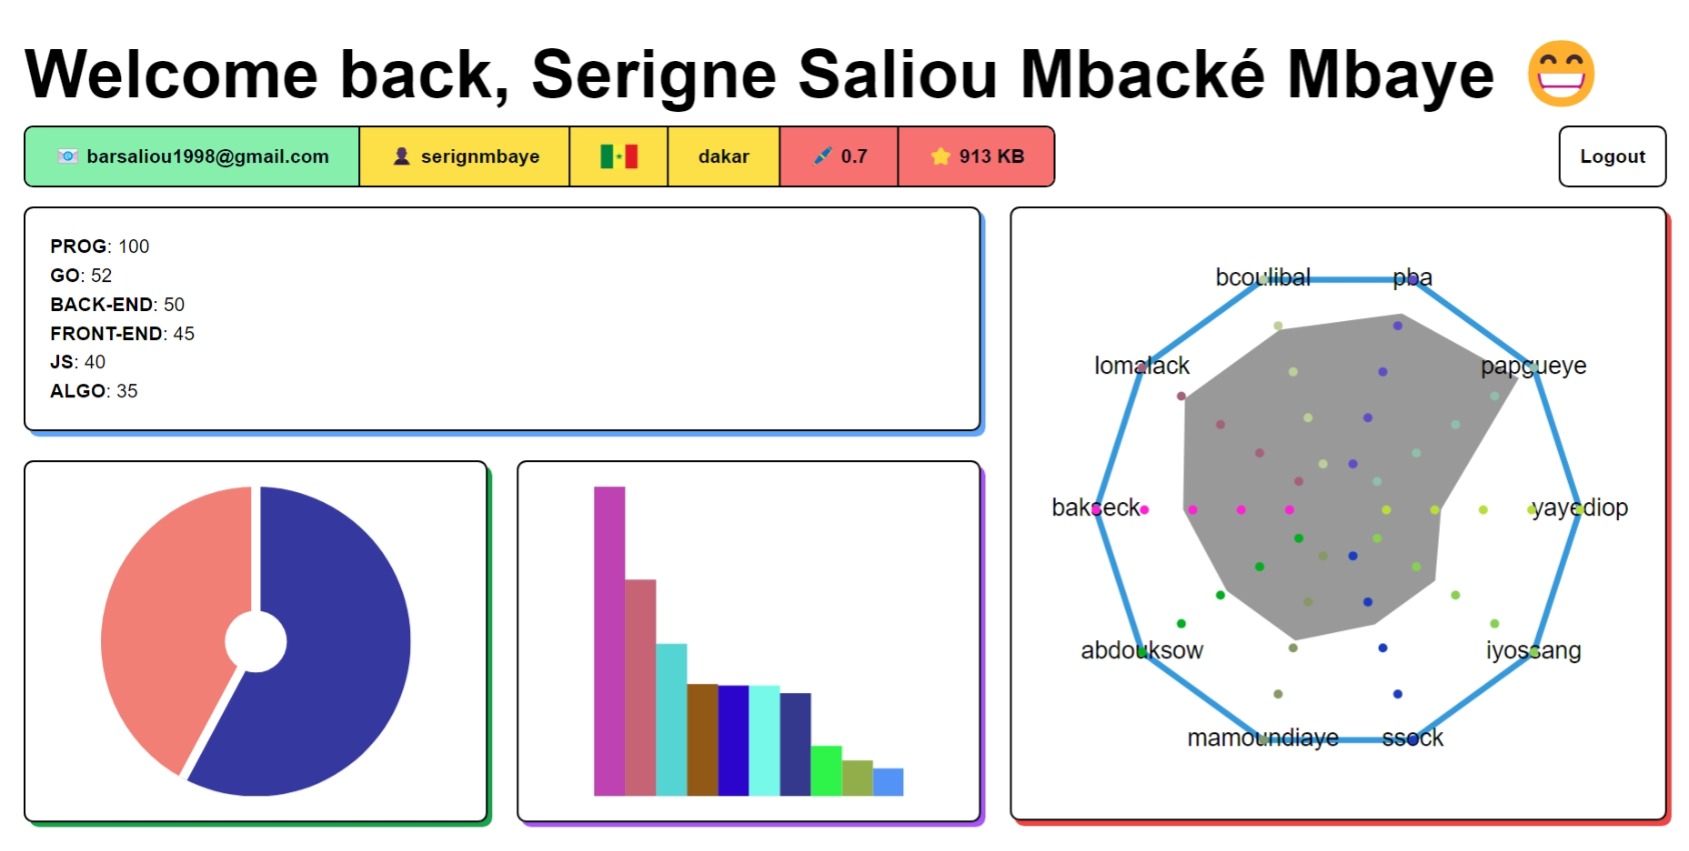 Welcome back, Serigne Saliou Mbacké Mbaye
barsaliou1998@gmail.com serignmbaye dakar 0.7 913 KB Logout
PROG: 100
GO: 52
BACK-END: 50
FRONT-END: 45
JS: 40
ALGO: 35
bcoulibal pba
lomalack papgueye
bakseck yayediop
abdouksow iyossang
mamoundiaye ssock